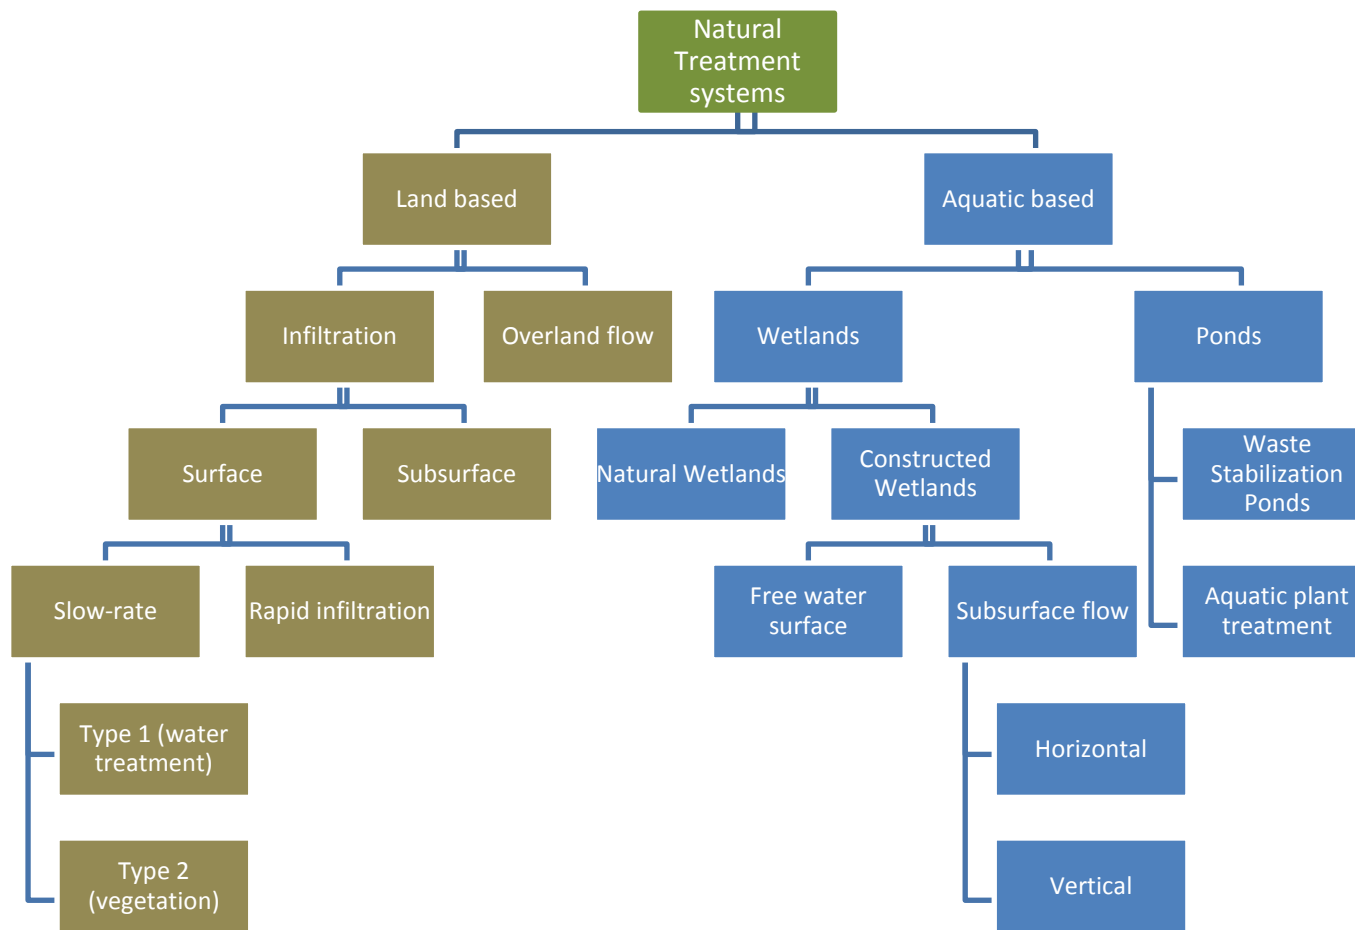 Natural
Treatment
systems
Land based
Aquatic based
Infiltration
Overland flow
Wetlands
Ponds
Surface
Subsurface
Natural Wetlands
Constructed
Wetlands
Waste
Stabilization
Ponds
Slow-rate
Rapid infiltration
Free water
surface
Subsurface flow
Aquatic plant
treatment
Type 1 (water
treatment)
Horizontal
Type 2
(vegetation)
Vertical